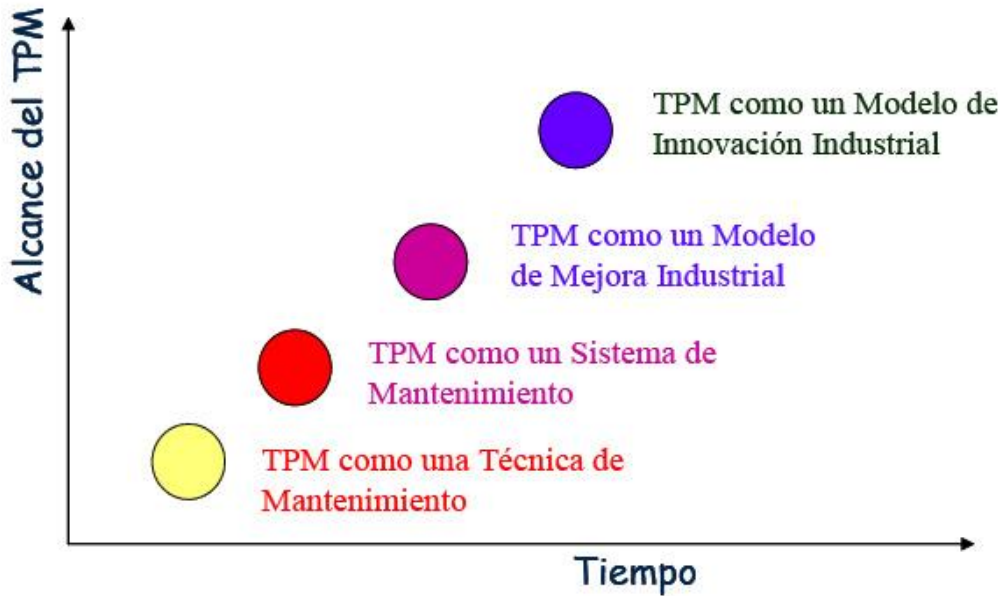 Alcance del TPM
TPM como un Modelo de
Innovación Industrial
TPM como un Modelo
de Mejora Industrial
TPM como un Sistema de
Mantenimiento
TPM como una Técnica de
Mantenimiento
Tiempo